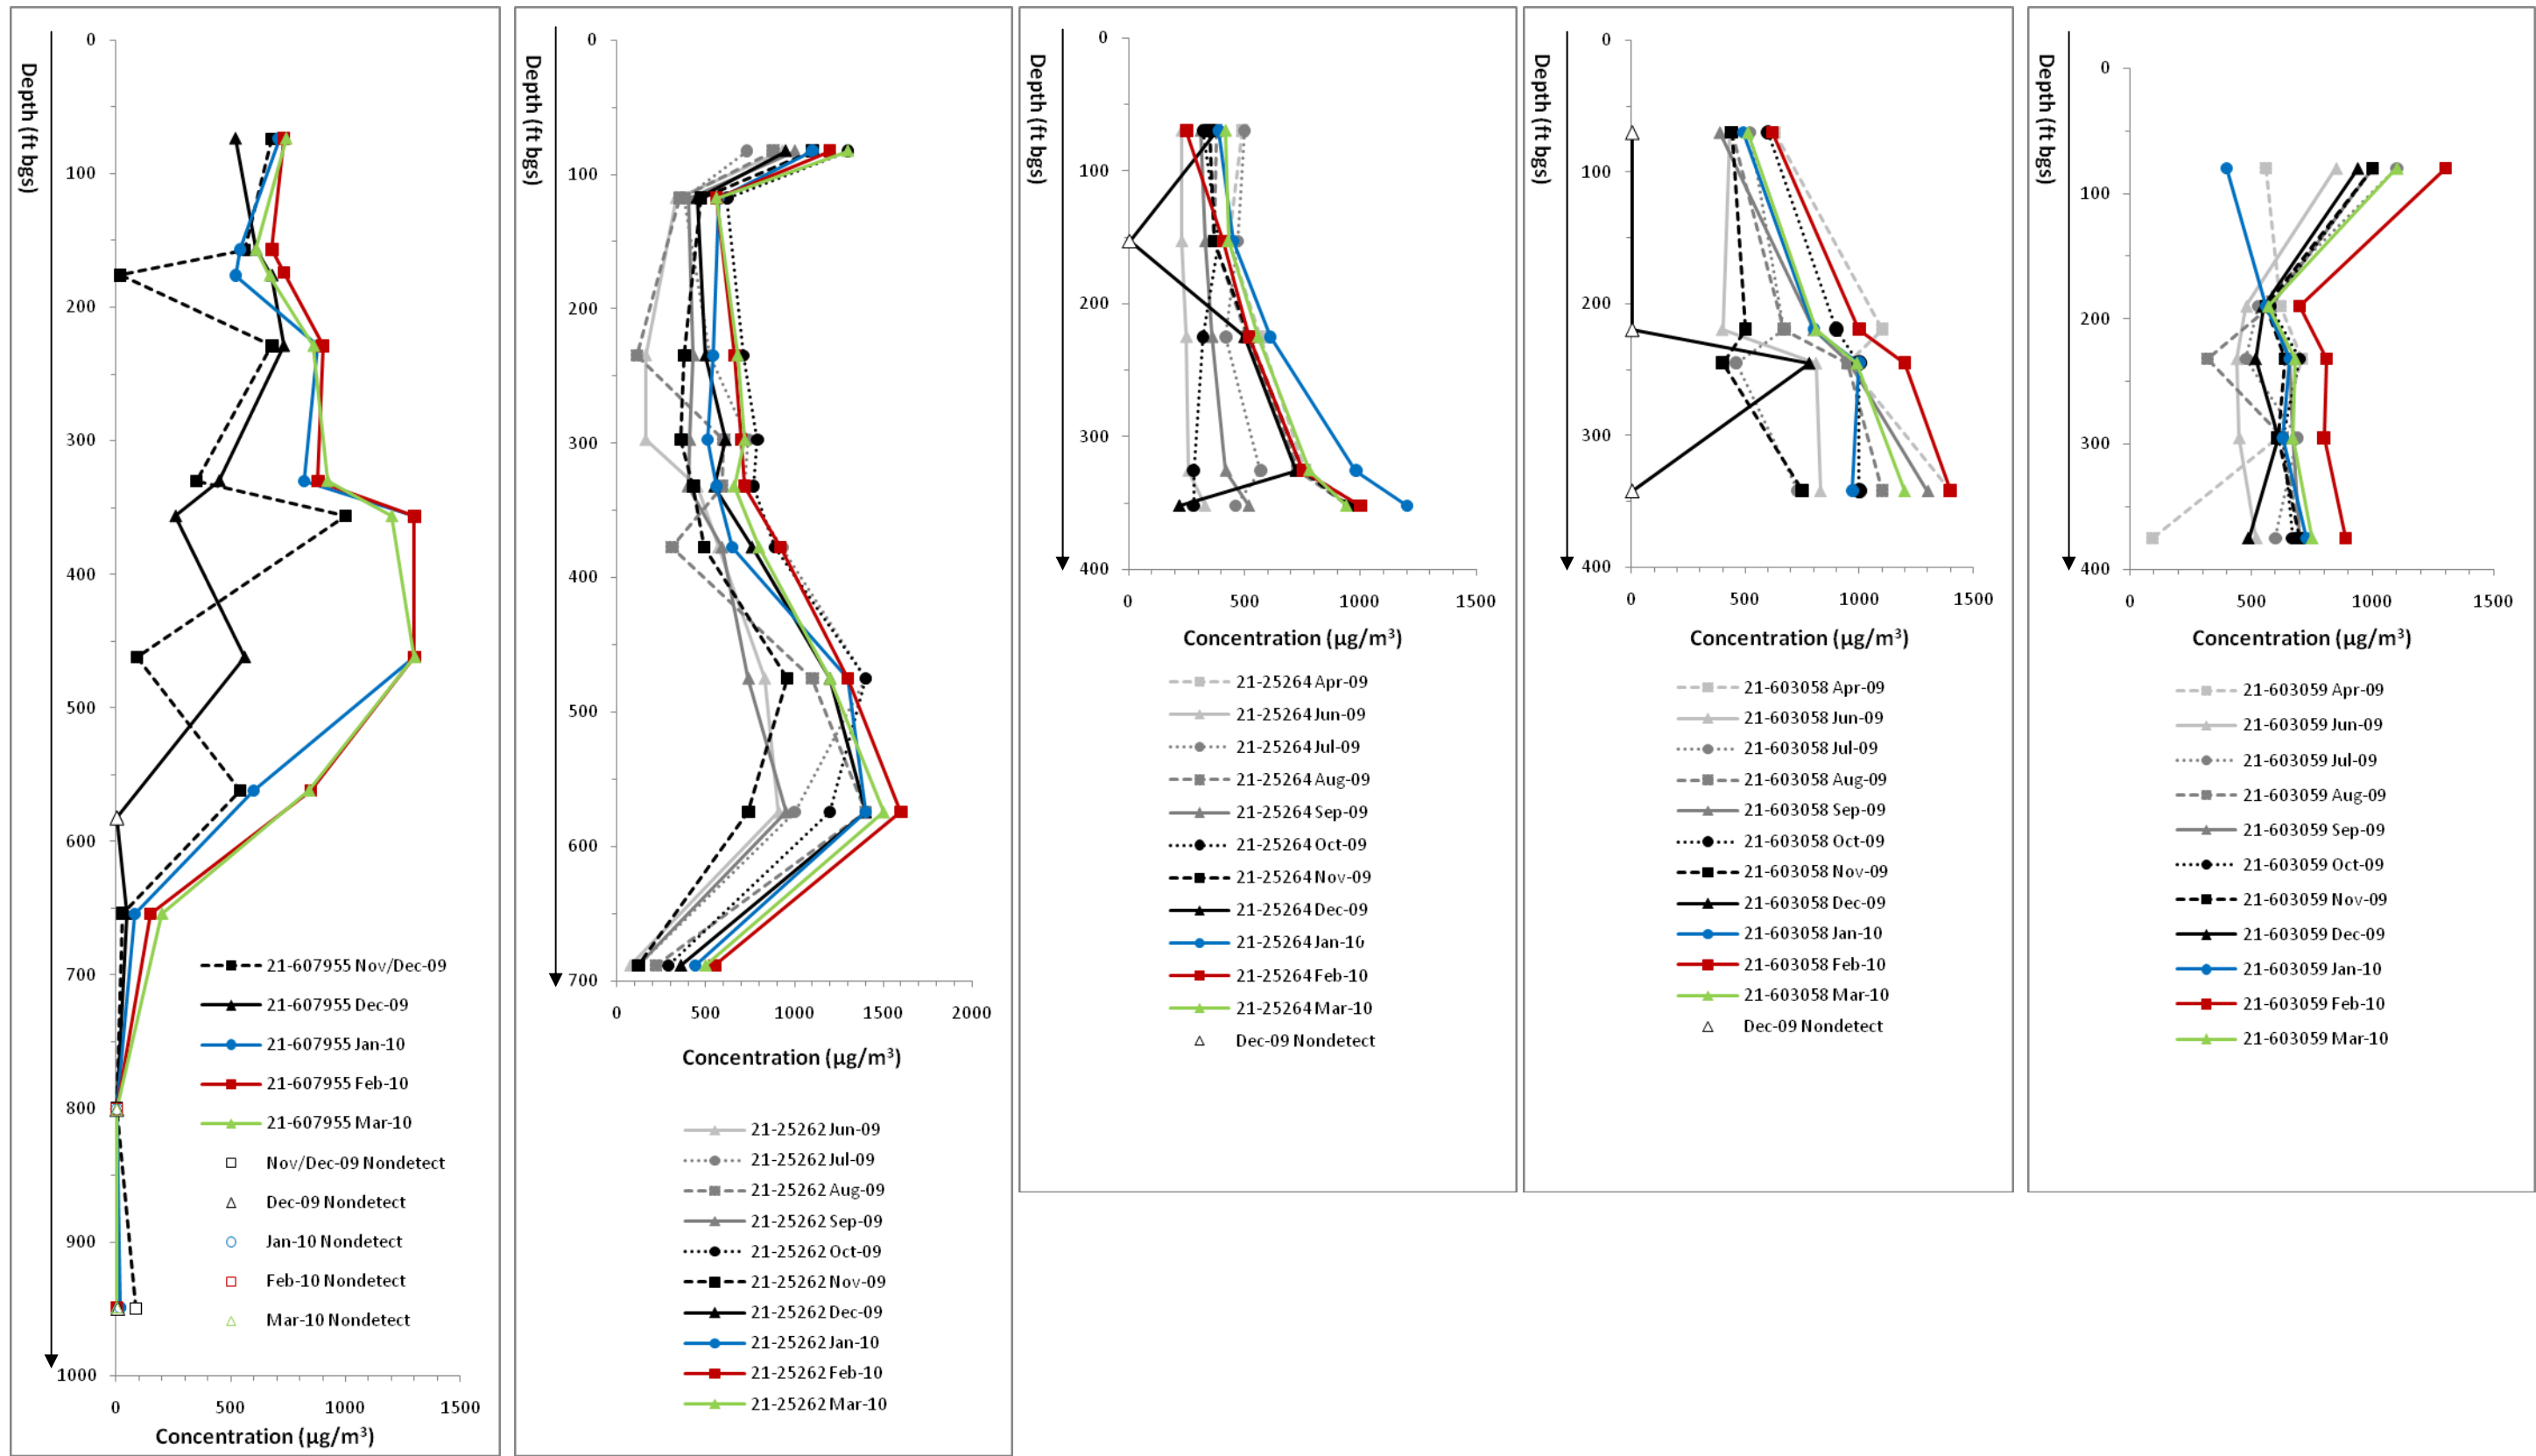 Depth (ft bgs)
0
100
200
300
400
500
600
700
800
900
1000
0
500
1000
1500
Concentration (µg/m³)
21-607955 Nov/Dec-09
21-607955 Dec-09
21-607955 Jan-10
21-607955 Feb-10
21-607955 Mar-10
Nov/Dec-09 Nondetect
Dec-09 Nondetect
Jan-10 Nondetect
Feb-10 Nondetect
Mar-10 Nondetect
Depth (ft bgs)
0
100
200
300
400
500
600
700
0
500
1000
1500
2000
Concentration (µg/m³)
21-25262 Jun-09
21-25262 Jul-09
21-25262 Aug-09
21-25262 Sep-09
21-25262 Oct-09
21-25262 Nov-09
21-25262 Dec-09
21-25262 Jan-10
21-25262 Feb-10
21-25262 Mar-10
Depth (ft bgs)
0
100
200
300
400
0
500
1000
1500
Concentration (µg/m³)
21-25264 Apr-09
21-25264 Jun-09
21-25264 Jul-09
21-25264 Aug-09
21-25264 Sep-09
21-25264 Oct-09
21-25264 Nov-09
21-25264 Dec-09
21-25264 Jan-10
21-25264 Feb-10
21-25264 Mar-10
Dec-09 Nondetect
Depth (ft bgs)
0
100
200
300
400
0
500
1000
1500
Concentration (µg/m³)
21-603058 Apr-09
21-603058 Jun-09
21-603058 Jul-09
21-603058 Aug-09
21-603058 Sep-09
21-603058 Oct-09
21-603058 Nov-09
21-603058 Dec-09
21-603058 Jan-10
21-603058 Feb-10
21-603058 Mar-10
Dec-09 Nondetect
Depth (ft bgs)
0
100
200
300
400
0
500
1000
1500
Concentration (µg/m³)
21-603059 Apr-09
21-603059 Jun-09
21-603059 Jul-09
21-603059 Aug-09
21-603059 Sep-09
21-603059 Oct-09
21-603059 Nov-09
21-603059 Dec-09
21-603059 Jan-10
21-603059 Feb-10
21-603059 Mar-10